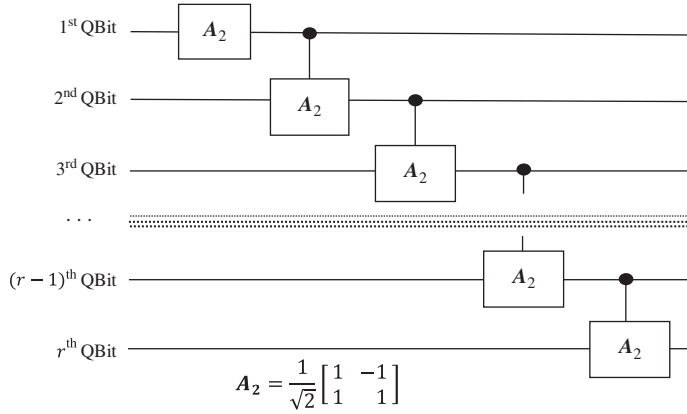 1st QBit
A2
2nd QBit
A2
3rd QBit
A2
. . .
(r − 1)th QBit
A2
rth QBit
A2
A2 = 1/√2 [ 1 −1
1 1 ]